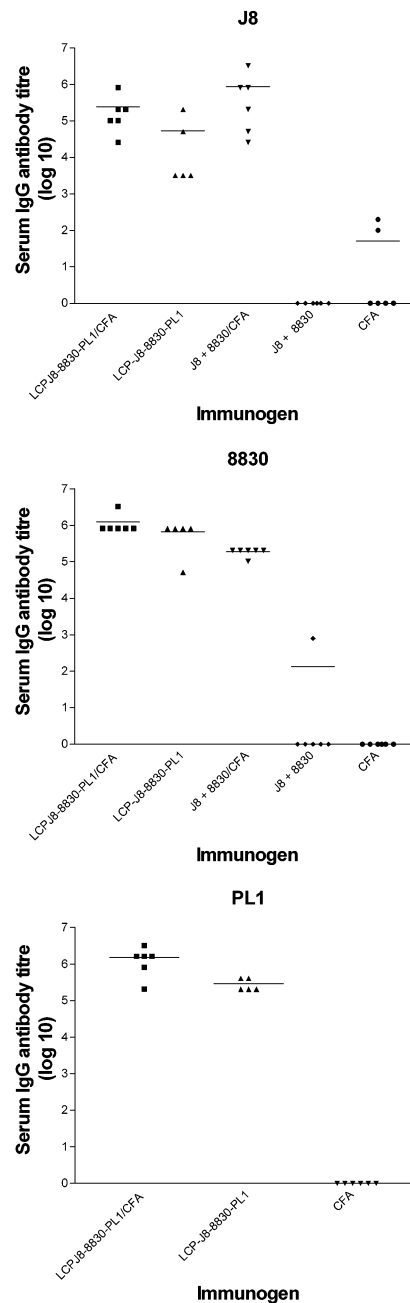 J8
Serum IgG antibody titre
(log 10)
7
6
5
4
3
2
1
0
LCPJ8-8830-PL1/CFA
LCP-J8-8830-PL1
J8 + 8830/CFA
J8 + 8830
CFA
Immunogen
8830
Serum IgG antibody titre
(log 10)
7
6
5
4
3
2
1
0
LCPJ8-8830-PL1/CFA
LCP-J8-8830-PL1
J8 + 8830/CFA
J8 + 8830
CFA
Immunogen
PL1
Serum IgG antibody titre
(log 10)
7
6
5
4
3
2
1
0
LCPJ8-8830-PL1/CFA
LCP-J8-8830-PL1
CFA
Immunogen